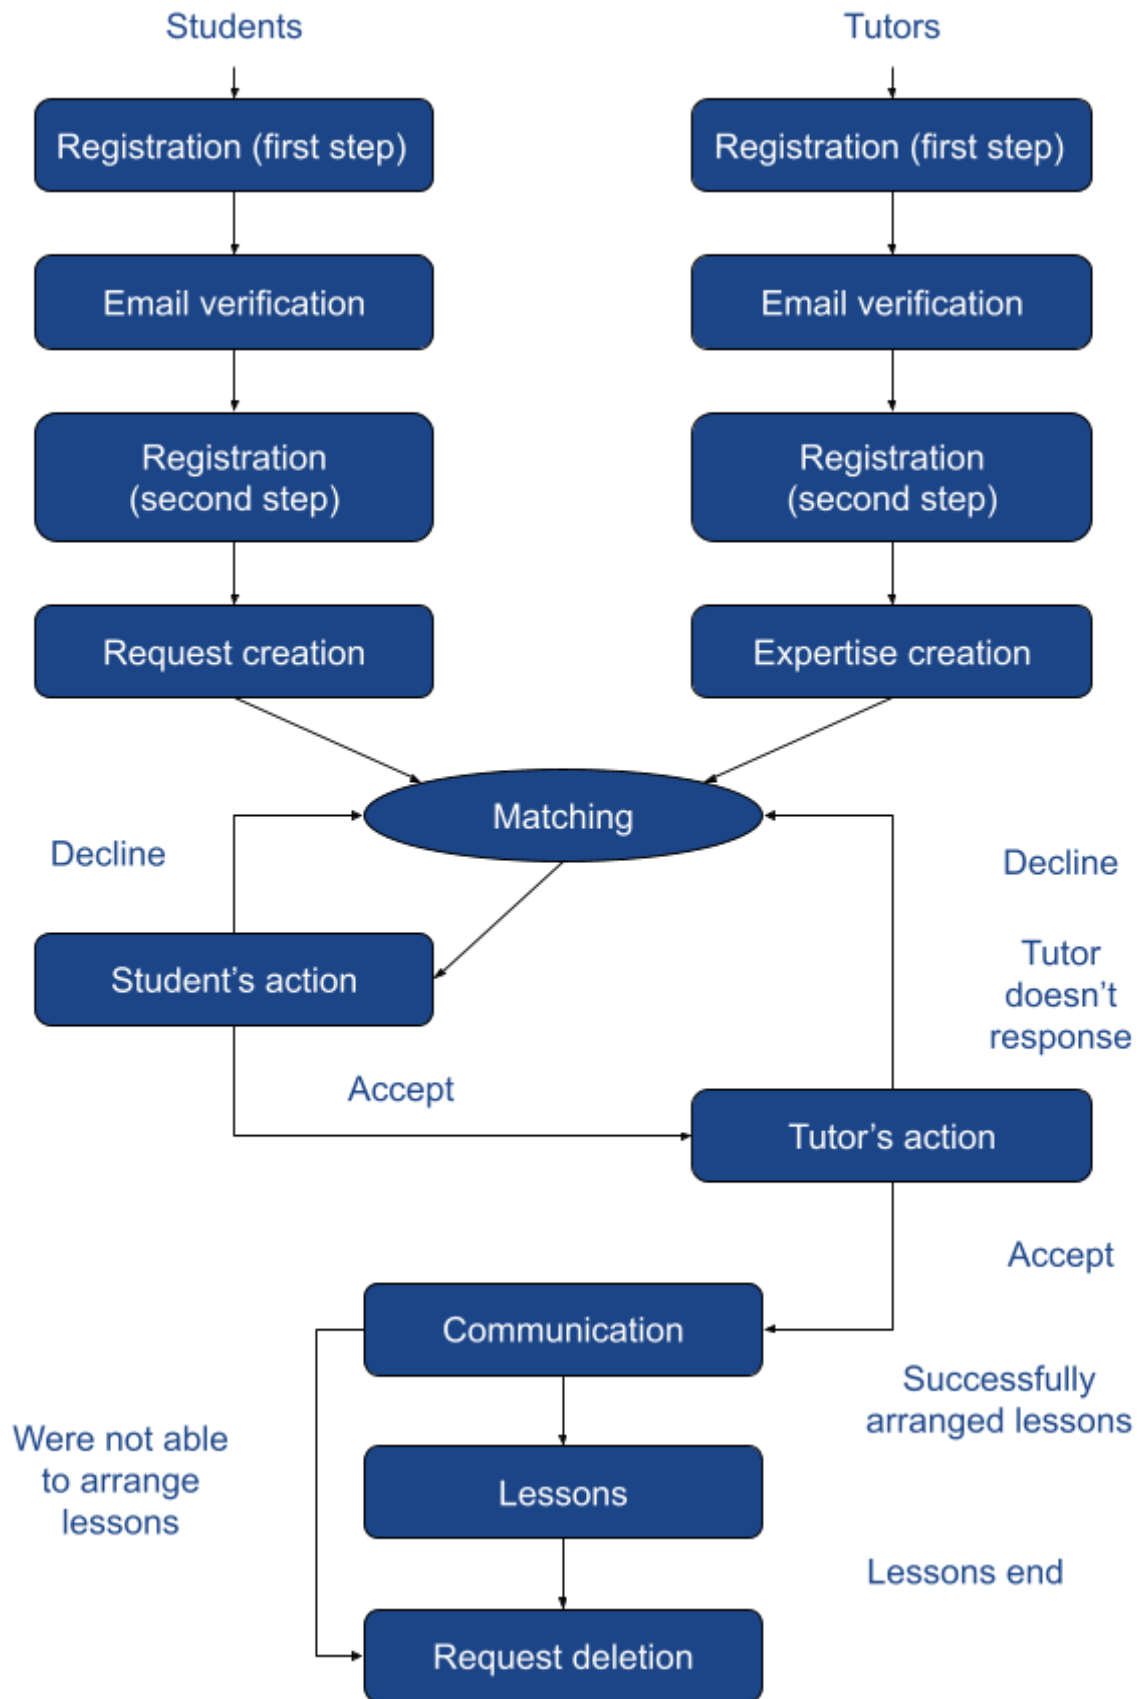 Students
Tutors
Registration (first step)
Registration (first step)
Email verification
Email verification
Registration
(second step)
Registration
(second step)
Request creation
Expertise creation
Matching
Decline
Decline
Student’s action
Tutor
doesn’t
response
Accept
Tutor’s action
Accept
Communication
Successfully
arranged lessons
Were not able
to arrange
lessons
Lessons
Lessons end
Request deletion